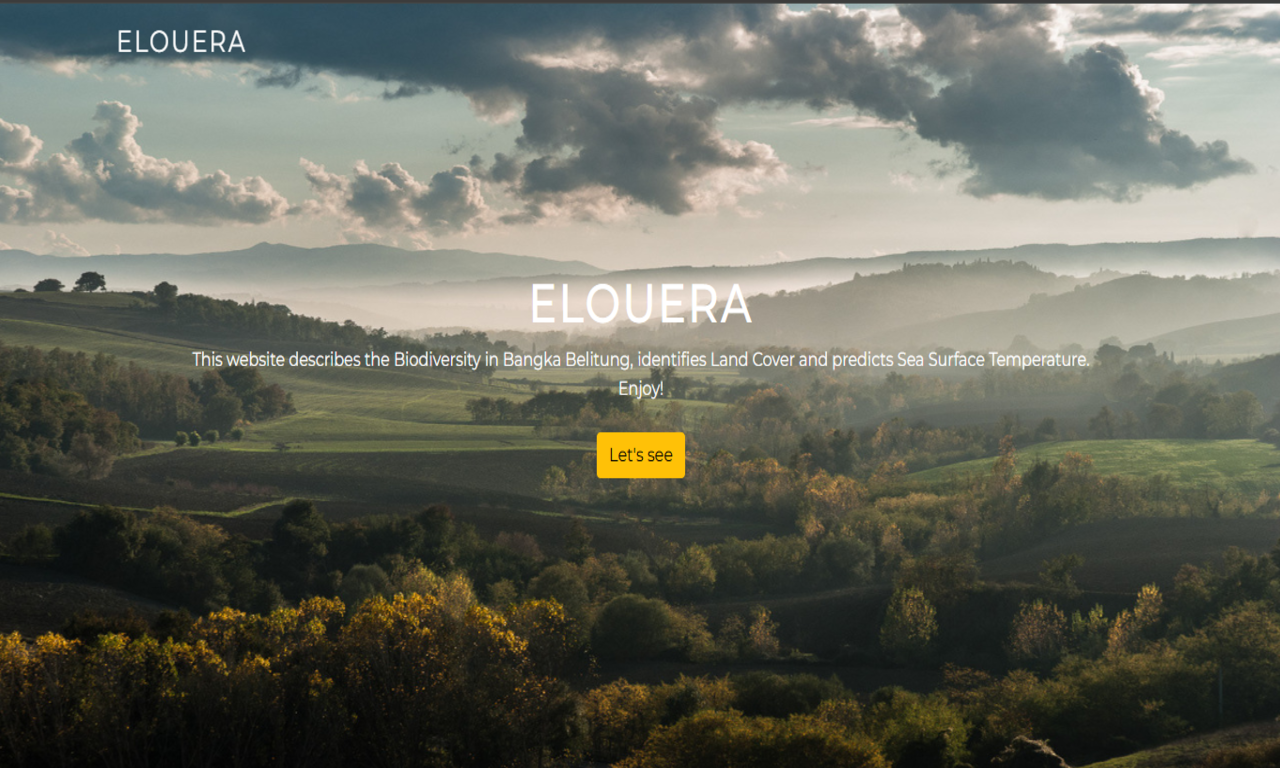 ELOUERA
ELOUERA
This website describes the Biodiversity in Bangka Belitung, identifies Land Cover and predicts Sea Surface Temperature.
Enjoy!
Let's see